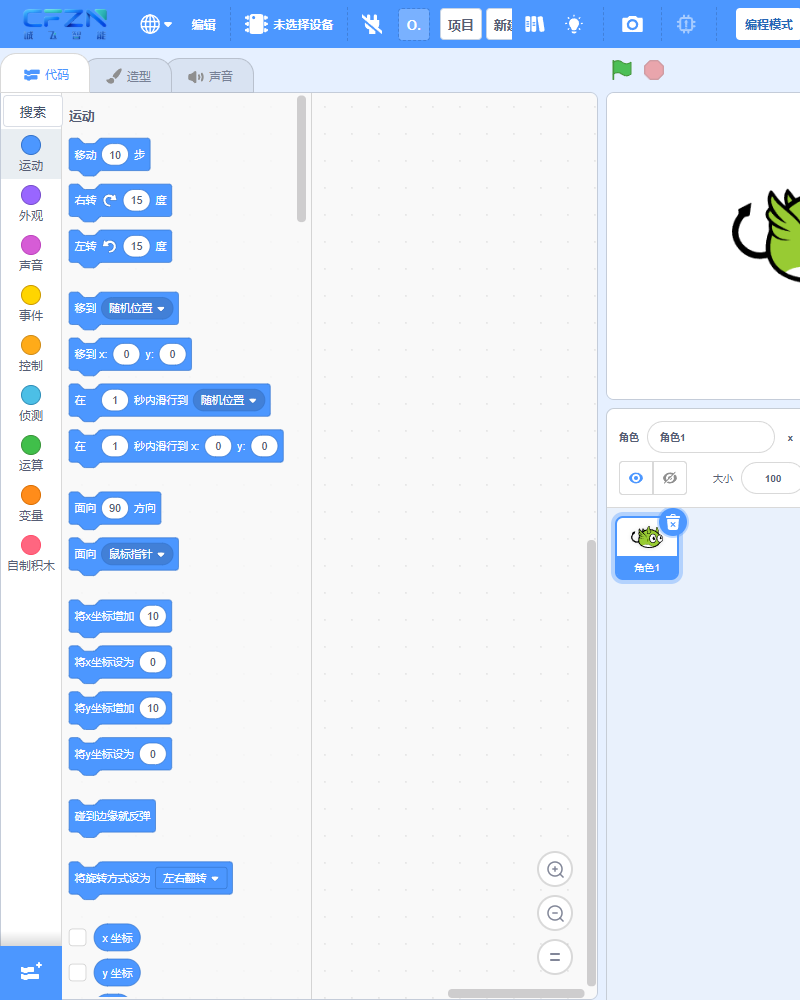 CFZN
编辑
未选择设备
O.
项目
新建
编程模式
代码
造型
声音
搜索
运动
外观
声音
事件
控制
侦测
运算
变量
自制积木
运动
移动 10 步
右转 15 度
左转 15 度
移到 随机位置
移到 x: 0 y: 0
在 1 秒内滑行到 随机位置
在 1 秒内滑行到 x: 0 y: 0
面向 90 方向
面向 鼠标指针
将x坐标增加 10
将x坐标设为 0
将y坐标增加 10
将y坐标设为 0
碰到边缘就反弹
将旋转方式设为 左右翻转
x 坐标
y 坐标
角色 角色1 x
大小 100
角色1